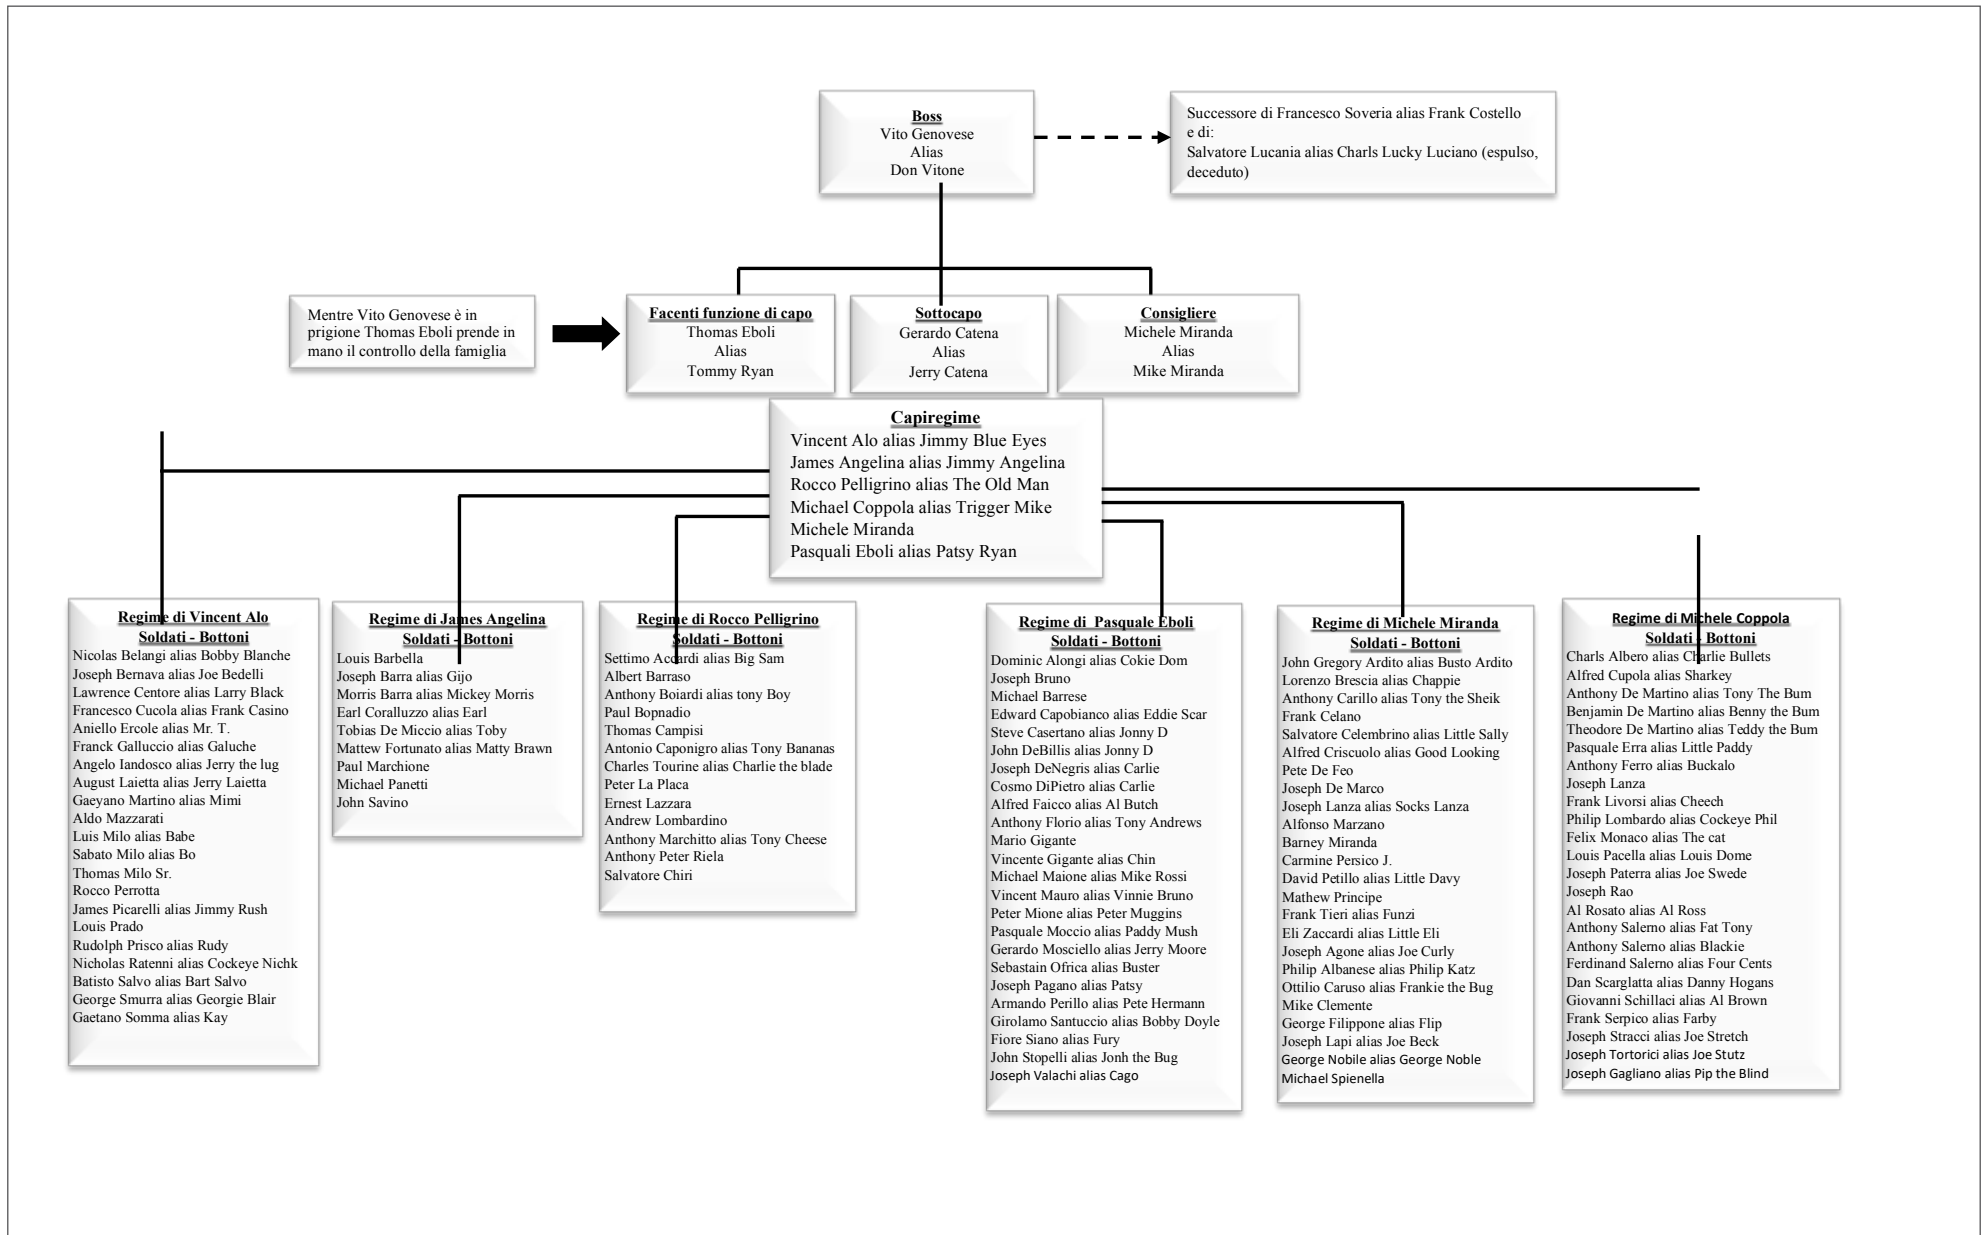 Boss
Vito Genovese
Alias
Don Vitone
Successore di Francesco Soveria alias Frank Costello
e di:
Salvatore Lucania alias Charls Lucky Luciano (espulso,
deceduto)
Mentre Vito Genovese è in
prigione Thomas Eboli prende in
mano il controllo della famiglia
Facenti funzione di capo
Thomas Eboli
Alias
Tommy Ryan
Sottocapo
Gerardo Catena
Alias
Jerry Catena
Consigliere
Michele Miranda
Alias
Mike Miranda
Capiregime
Vincent Alo alias Jimmy Blue Eyes
James Angelina alias Jimmy Angelina
Rocco Pelligrino alias The Old Man
Michael Coppola alias Trigger Mike
Michele Miranda
Pasquali Eboli alias Patsy Ryan
Regime di Vincent Alo
Soldati - Bottoni
Nicolas Belangi alias Bobby Blanche
Joseph Bernava alias Joe Bedelli
Lawrence Centore alias Larry Black
Francesco Cucola alias Frank Casino
Aniello Ercole alias Mr. T.
Franck Galluccio alias Galuche
Angelo Iandosco alias Jerry the lug
August Laietta alias Jerry Laietta
Gaeyano Martino alias Mimi
Aldo Mazzarati
Luis Milo alias Babe
Sabato Milo alias Bo
Thomas Milo Sr.
Rocco Perrotta
James Picarelli alias Jimmy Rush
Louis Prado
Rudolph Prisco alias Rudy
Nicholas Ratenni alias Cockeye Nichk
Batisto Salvo alias Bart Salvo
George Smurra alias Georgie Blair
Gaetano Somma alias Kay
Regime di James Angelina
Soldati - Bottoni
Louis Barbella
Joseph Barra alias Gijo
Morris Barra alias Mickey Morris
Earl Coralluzzo alias Earl
Tobias De Miccio alias Toby
Mattew Fortunato alias Matty Brawn
Paul Marchione
Michael Panetti
John Savino
Regime di Rocco Pelligrino
Soldati - Bottoni
Settimo Accardi alias Big Sam
Albert Barraso
Anthony Boiardi alias tony Boy
Paul Bopnadio
Thomas Campisi
Antonio Caponigro alias Tony Bananas
Charles Tourine alias Charlie the blade
Peter La Placa
Ernest Lazzara
Andrew Lombardino
Anthony Marchitto alias Tony Cheese
Anthony Peter Riela
Salvatore Chiri
Regime di Pasquale Eboli
Soldati - Bottoni
Dominic Alongi alias Cokie Dom
Joseph Bruno
Michael Barrese
Edward Capobianco alias Eddie Scar
Steve Casertano alias Jonny D
John DeBillis alias Jonny D
Joseph DeNegris alias Carlie
Cosmo DiPietro alias Carlie
Alfred Faicco alias Al Butch
Anthony Florio alias Tony Andrews
Mario Gigante
Vincente Gigante alias Chin
Michael Maione alias Mike Rossi
Vincent Mauro alias Vinnie Bruno
Peter Mione alias Peter Muggins
Pasquale Moccio alias Paddy Mush
Gerardo Mosciello alias Jerry Moore
Sebastain Ofrica alias Buster
Joseph Pagano alias Patsy
Armando Perillo alias Pete Hermann
Girolamo Santuccio alias Bobby Doyle
Fiore Siano alias Fury
John Stopelli alias Jonh the Bug
Joseph Valachi alias Cago
Regime di Michele Miranda
Soldati - Bottoni
John Gregory Ardito alias Busto Ardito
Lorenzo Brescia alias Chappie
Anthony Carillo alias Tony the Sheik
Frank Celano
Salvatore Celembrino alias Little Sally
Alfred Criscuolo alias Good Looking
Pete De Feo
Joseph De Marco
Joseph Lanza alias Socks Lanza
Alfonso Marzano
Barney Miranda
Carmine Persico J.
David Petillo alias Little Davy
Mathew Principe
Frank Tieri alias Funzi
Eli Zaccardi alias Little Eli
Joseph Agone alias Joe Curly
Philip Albanese alias Philip Katz
Ottilio Caruso alias Frankie the Bug
Mike Clemente
George Filippone alias Flip
Joseph Lapi alias Joe Beck
George Nobile alias George Noble
Michael Spienella
Regime di Michele Coppola
Soldati - Bottoni
Charls Albero alias Charlie Bullets
Alfred Cupola alias Sharkey
Anthony De Martino alias Tony The Bum
Benjamin De Martino alias Benny the Bum
Theodore De Martino alias Teddy the Bum
Pasquale Erra alias Little Paddy
Anthony Ferro alias Buckalo
Joseph Lanza
Frank Livorsi alias Cheech
Philip Lombardo alias Cockeye Phil
Felix Monaco alias The cat
Louis Pacella alias Louis Dome
Joseph Paterra alias Joe Swede
Joseph Rao
Al Rosato alias Al Ross
Anthony Salerno alias Fat Tony
Anthony Salerno alias Blackie
Ferdinand Salerno alias Four Cents
Dan Scarglatta alias Danny Hogans
Giovanni Schillaci alias Al Brown
Frank Serpico alias Farby
Joseph Stracci alias Joe Stretch
Joseph Tortorici alias Joe Stutz
Joseph Gagliano alias Pip the Blind